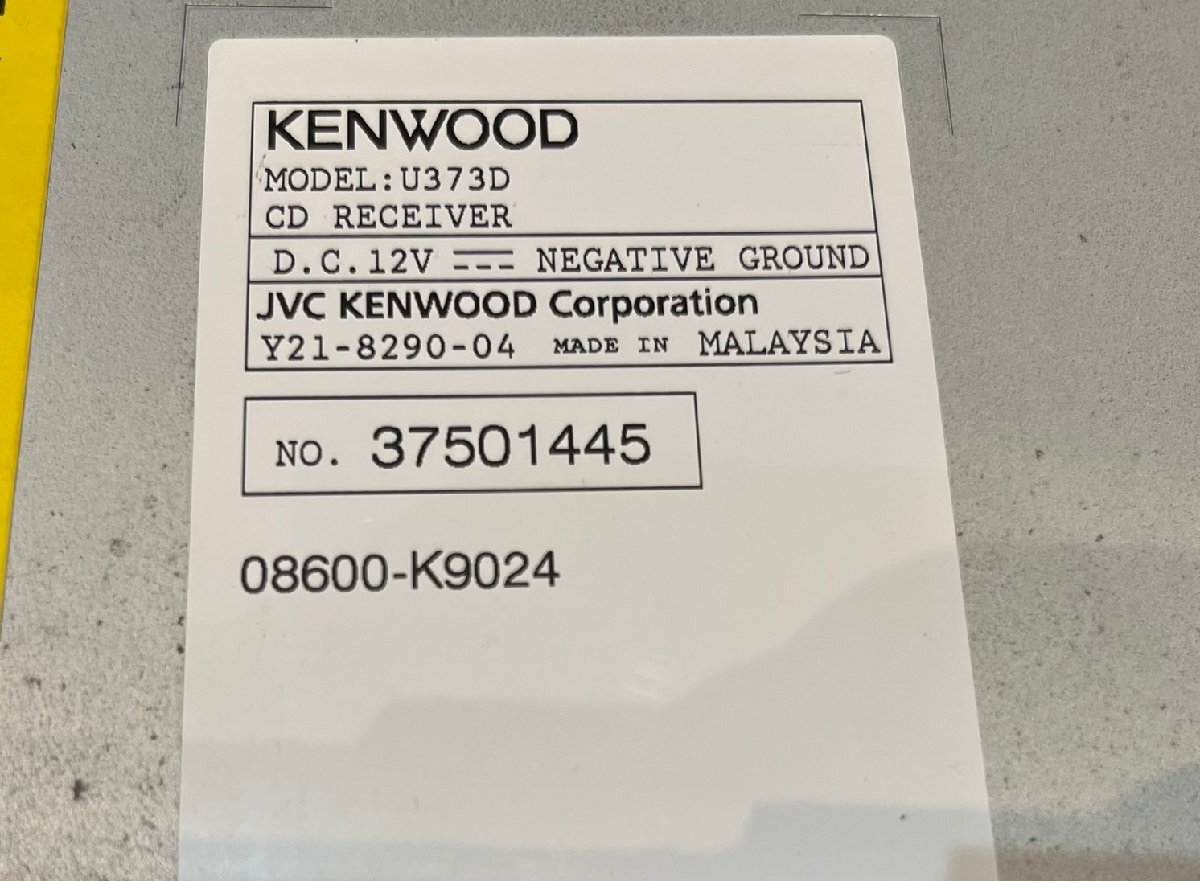 KENWOOD
MODEL:U373D
CD RECEIVER
D.C.12V ⎓ NEGATIVE GROUND
JVC KENWOOD Corporation
Y21-8290-04 MADE IN MALAYSIA
NO. 37501445
08600-K9024